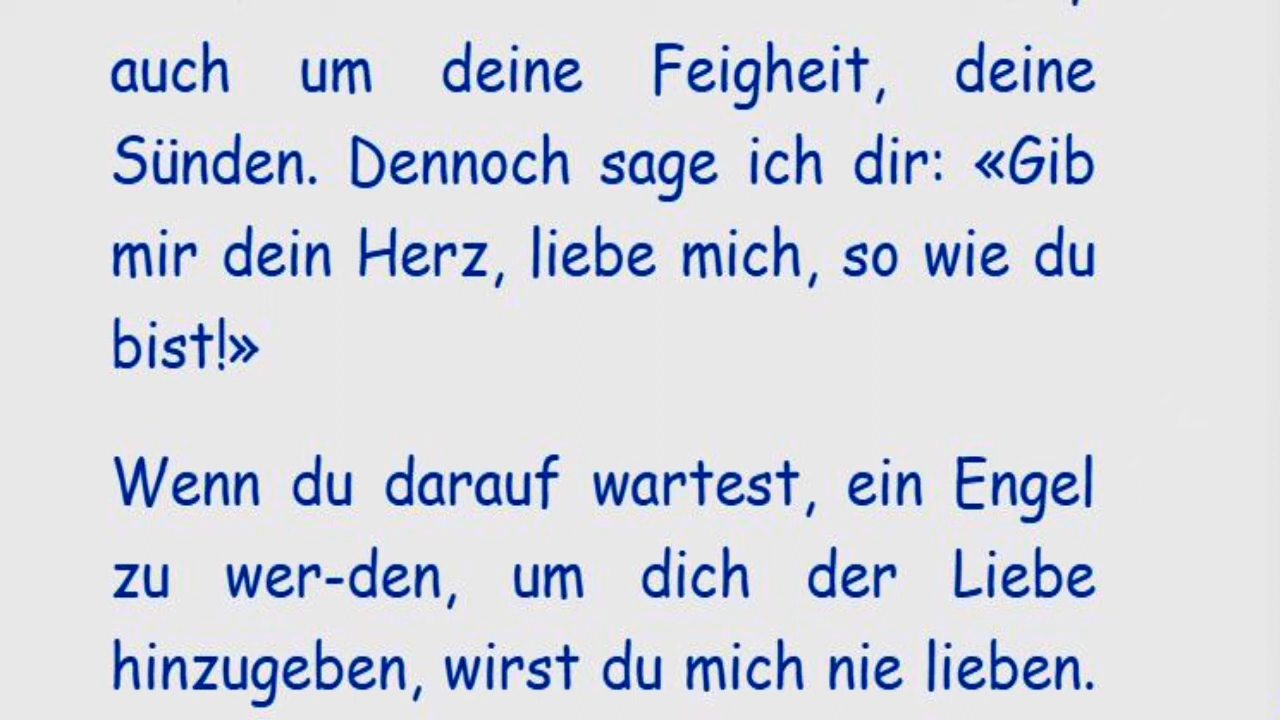 auch um deine Feigheit, deine
Sünden. Dennoch sage ich dir: «Gib
mir dein Herz, liebe mich, so wie du
bist!»
Wenn du darauf wartest, ein Engel
zu wer-den, um dich der Liebe
hinzugeben, wirst du mich nie lieben.